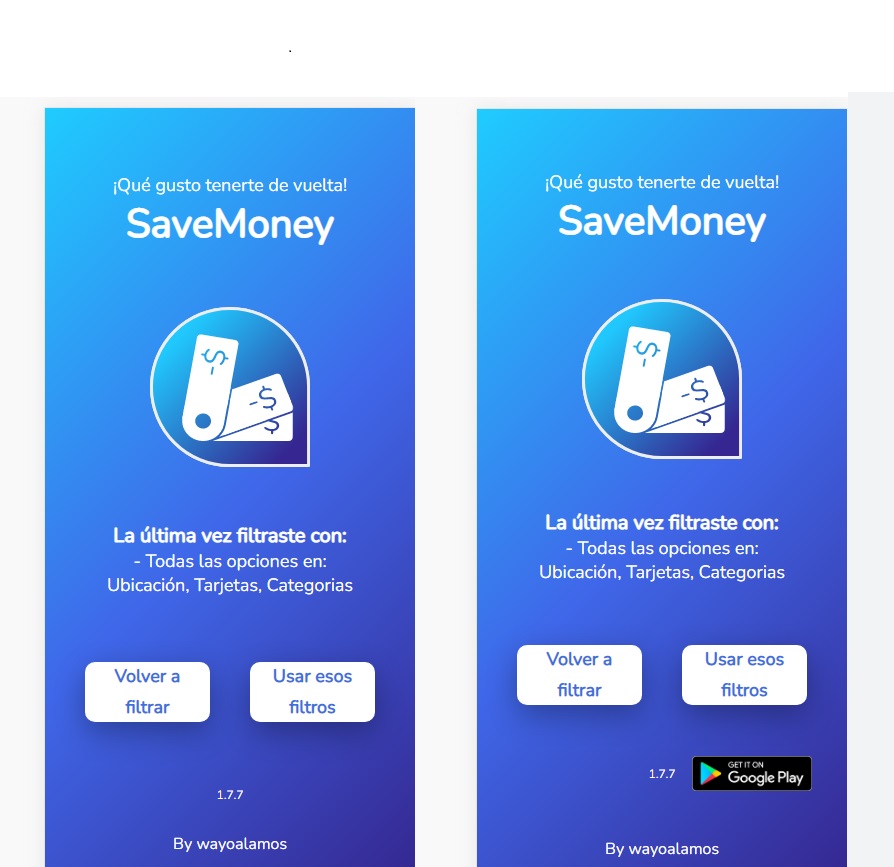 ¡Qué gusto tenerte de vuelta!
SaveMoney
-$
-$
$
La última vez filtraste con:
- Todas las opciones en:
Ubicación, Tarjetas, Categorias
Volver a
filtrar
Usar esos
filtros
1.7.7
By wayoalamos
¡Qué gusto tenerte de vuelta!
SaveMoney
-$
-$
$
La última vez filtraste con:
- Todas las opciones en:
Ubicación, Tarjetas, Categorias
Volver a
filtrar
Usar esos
filtros
1.7.7
GET IT ON
Google Play
By wayoalamos